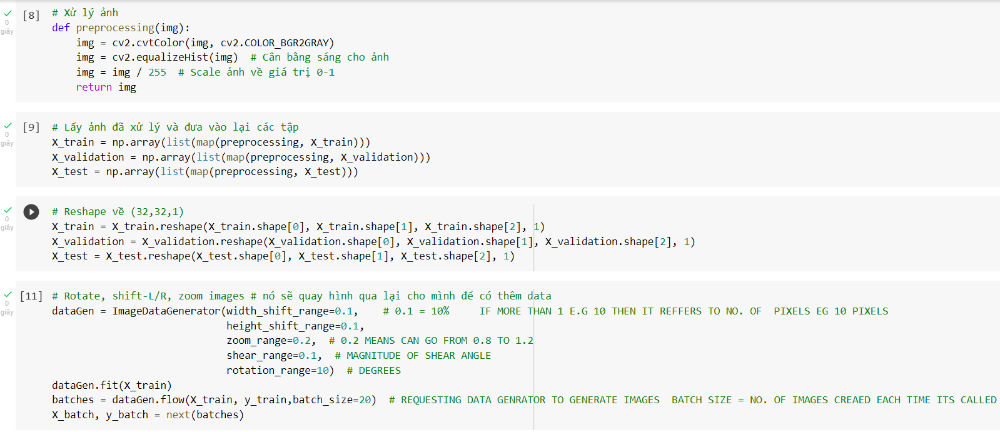 [8] # Xử lý ảnh
0
giây
def preprocessing(img):
    img = cv2.cvtColor(img, cv2.COLOR_BGR2GRAY)
    img = cv2.equalizeHist(img)  # Cân bằng sáng cho ảnh
    img = img / 255  # Scale ảnh về giá trị 0-1
    return img
[9] # Lấy ảnh đã xử lý và đưa vào lại các tập
0
giây
X_train = np.array(list(map(preprocessing, X_train)))
X_validation = np.array(list(map(preprocessing, X_validation)))
X_test = np.array(list(map(preprocessing, X_test)))
# Reshape về (32,32,1)
0
giây
X_train = X_train.reshape(X_train.shape[0], X_train.shape[1], X_train.shape[2], 1)
X_validation = X_validation.reshape(X_validation.shape[0], X_validation.shape[1], X_validation.shape[2], 1)
X_test = X_test.reshape(X_test.shape[0], X_test.shape[1], X_test.shape[2], 1)
[11] # Rotate, shift-L/R, zoom images # nó sẽ quay hình qua lại cho mình để có thêm data
0
giây
dataGen = ImageDataGenerator(width_shift_range=0.1,    # 0.1 = 10%     IF MORE THAN 1 E.G 10 THEN IT REFFERS TO NO. OF  PIXELS EG 10 PIXELS
                             height_shift_range=0.1,
                             zoom_range=0.2,  # 0.2 MEANS CAN GO FROM 0.8 TO 1.2
                             shear_range=0.1,  # MAGNITUDE OF SHEAR ANGLE
                             rotation_range=10)  # DEGREES
dataGen.fit(X_train)
batches = dataGen.flow(X_train, y_train,batch_size=20)  # REQUESTING DATA GENRATOR TO GENERATE IMAGES  BATCH SIZE = NO. OF IMAGES CREAED EACH TIME ITS CALLED
X_batch, y_batch = next(batches)